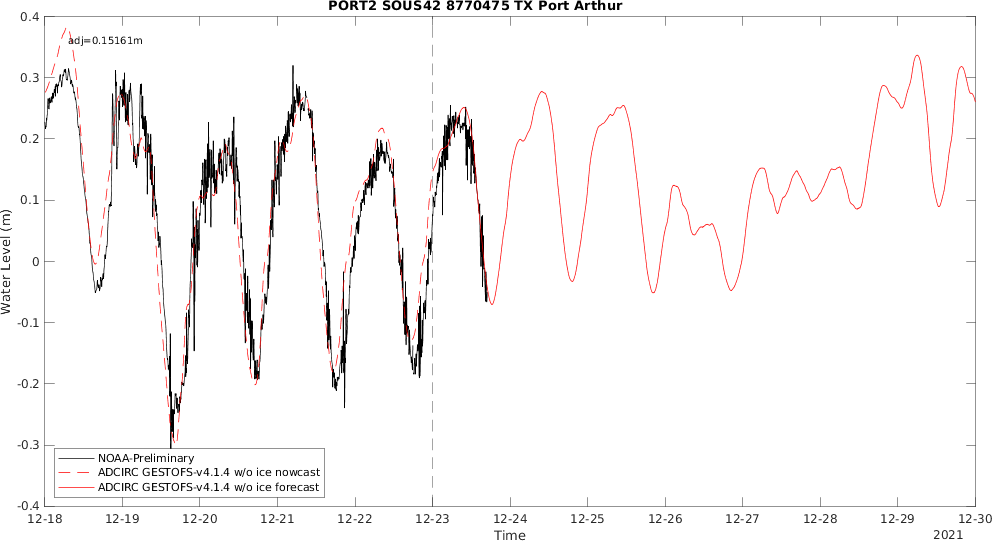 PORT2 SOUS42 8770475 TX Port Arthur
0.4
adj=0.15161m
0.3
0.2
0.1
0
-0.1
-0.2
-0.3
-0.4
Water Level (m)
NOAA-Preliminary
ADCIRC GESTOFS-v4.1.4 w/o ice nowcast
ADCIRC GESTOFS-v4.1.4 w/o ice forecast
12-18 12-19 12-20 12-21 12-22 12-23 12-24 12-25 12-26 12-27 12-28 12-29 12-30
Time
2021